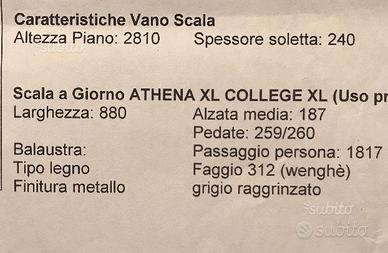 Caratteristiche Vano Scala
Altezza Piano: 2810 Spessore soletta: 240
Scala a Giorno ATHENA XL COLLEGE XL (Uso pr
Larghezza: 880 Alzata media: 187
Pedate: 259/260
Balaustra: Passaggio persona: 1817
Tipo legno Faggio 312 (wenghè)
Finitura metallo grigio raggrinzato
subito
subito